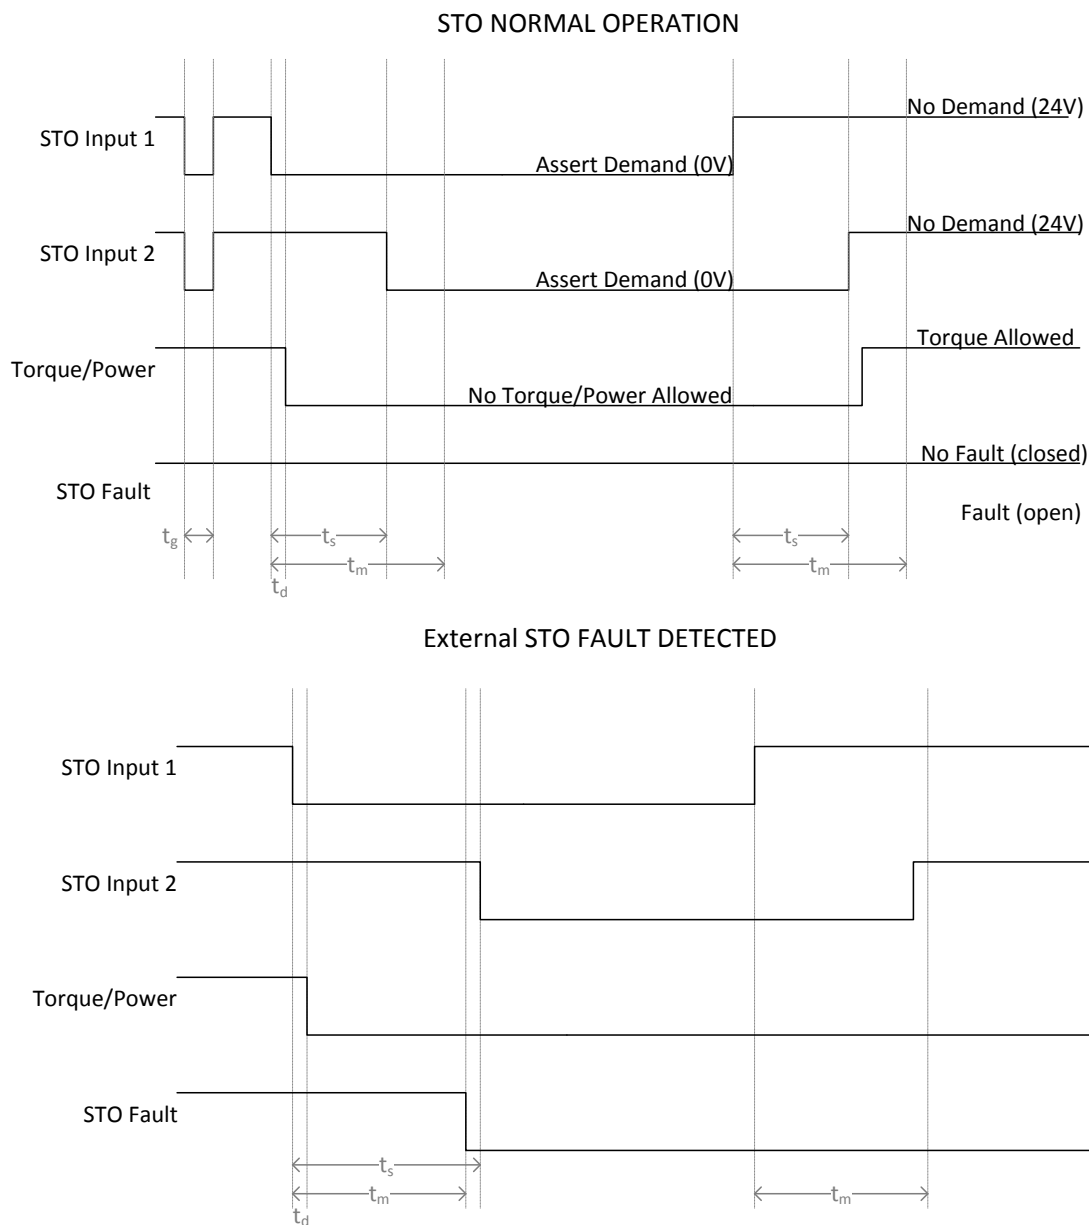 STO NORMAL OPERATION
No Demand (24V)
STO Input 1
Assert Demand (0V)
No Demand (24V)
STO Input 2
Assert Demand (0V)
Torque Allowed
Torque/Power
No Torque/Power Allowed
No Fault (closed)
STO Fault
Fault (open)
tg
ts
ts
tm
tm
td
External STO FAULT DETECTED
STO Input 1
STO Input 2
Torque/Power
STO Fault
ts
tm
tm
td